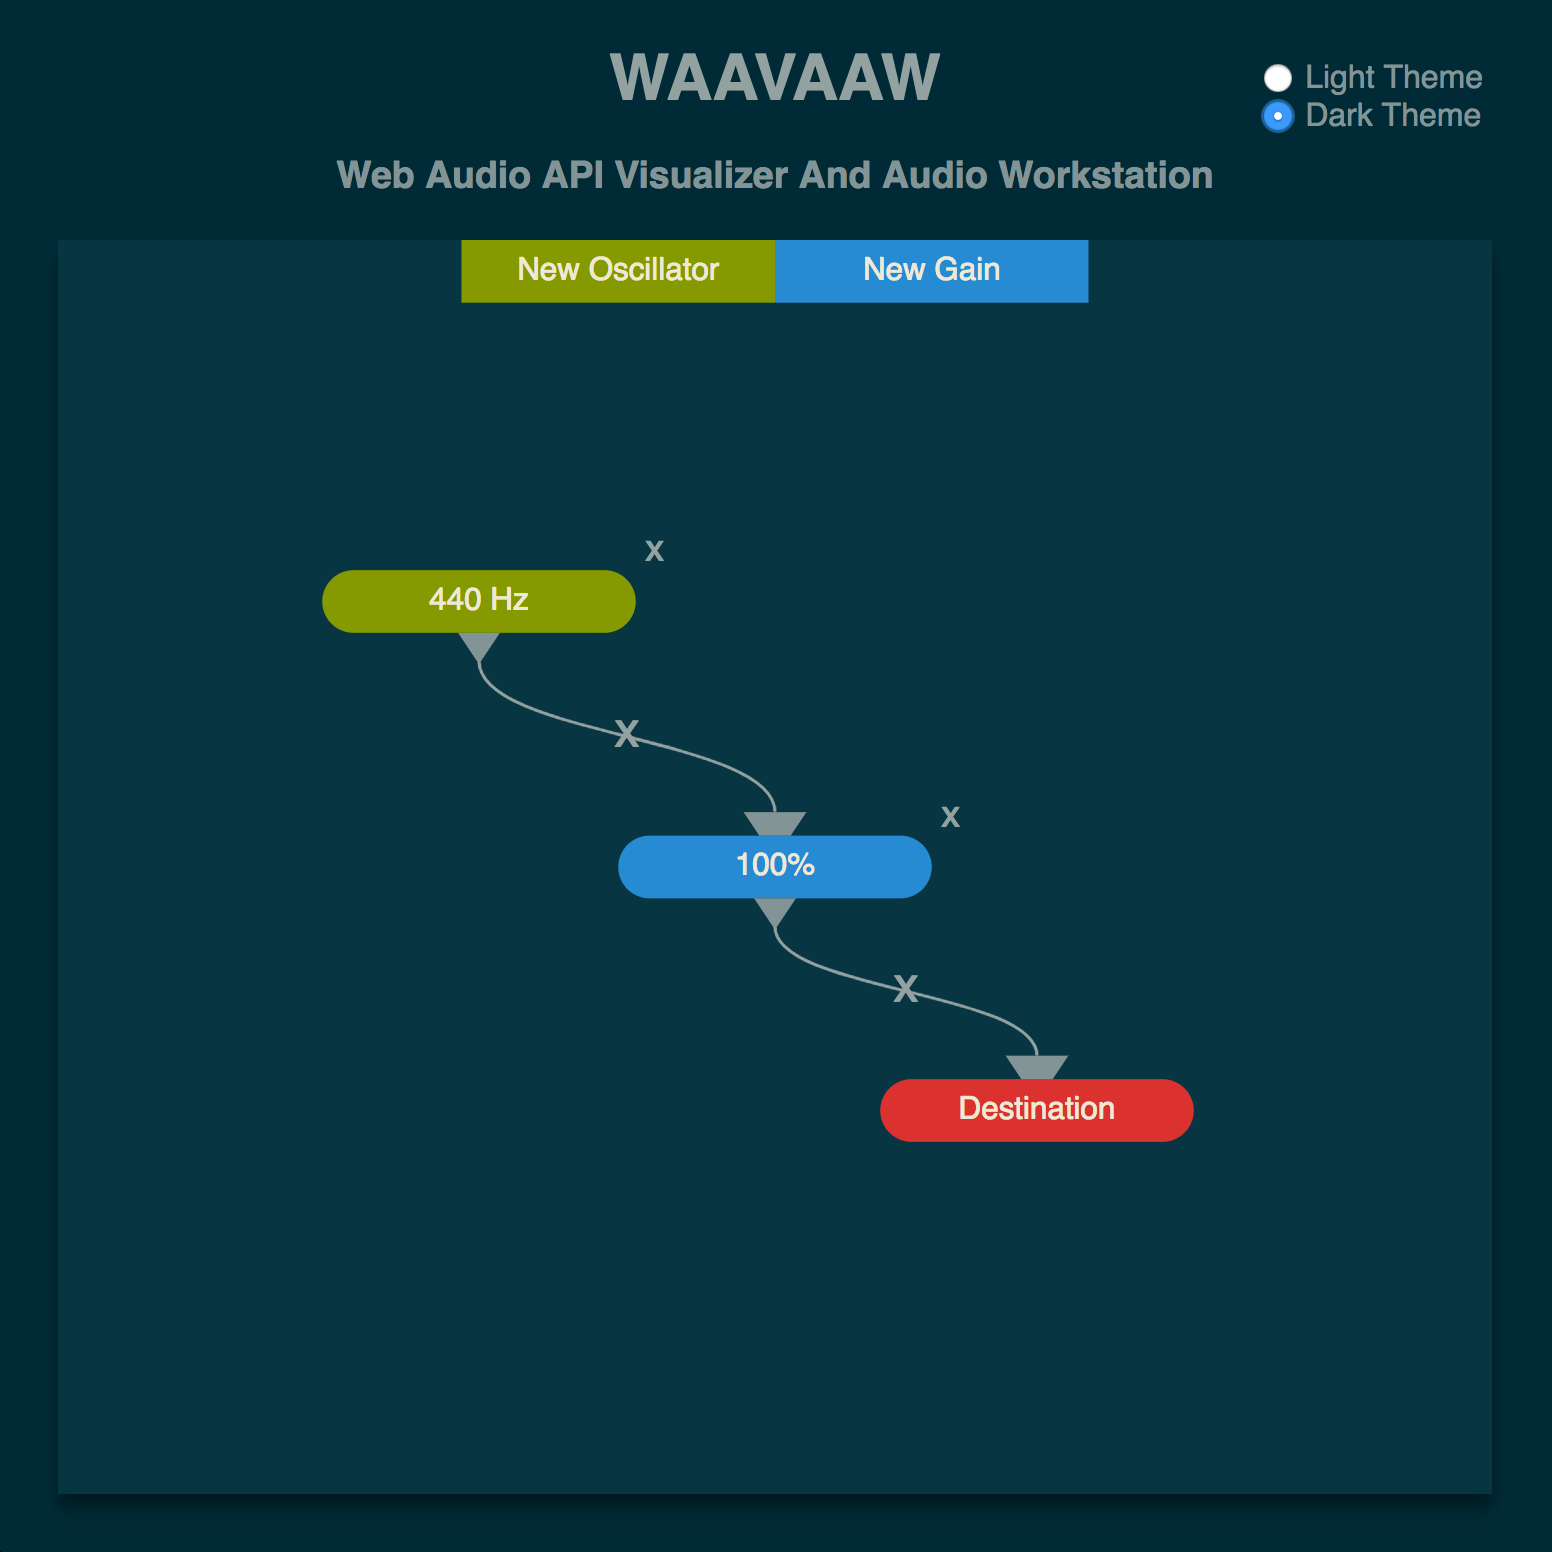 WAAVAAW
Light Theme
Dark Theme
Web Audio API Visualizer And Audio Workstation
New Oscillator
New Gain
x
440 Hz
X
x
100%
X
Destination